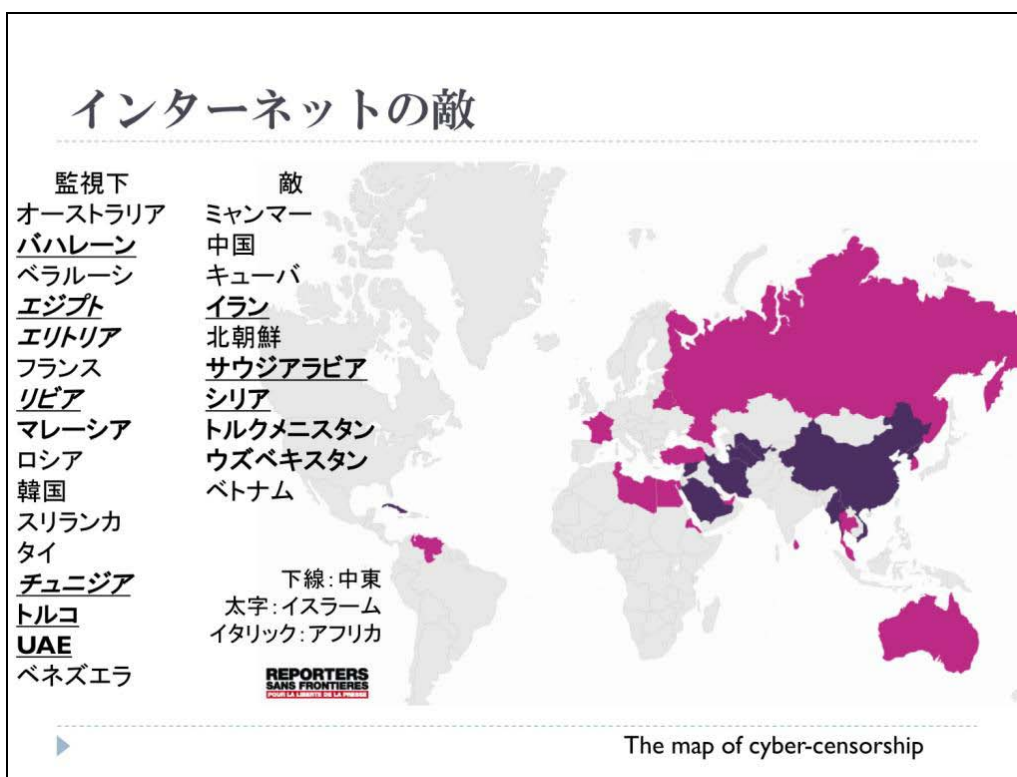 インターネットの敵
監視下
オーストラリア
バハレーン
ベラルーシ
エジプト
エリトリア
フランス
リビア
マレーシア
ロシア
韓国
スリランカ
タイ
チュニジア
トルコ
UAE
ベネズエラ
敵
ミャンマー
中国
キューバ
イラン
北朝鮮
サウジアラビア
シリア
トルクメニスタン
ウズベキスタン
ベトナム
下線：中東
太字：イスラーム
イタリック：アフリカ
REPORTERS
SANS FRONTIERES
POUR LA LIBERTE DE LA PRESSE
The map of cyber-censorship